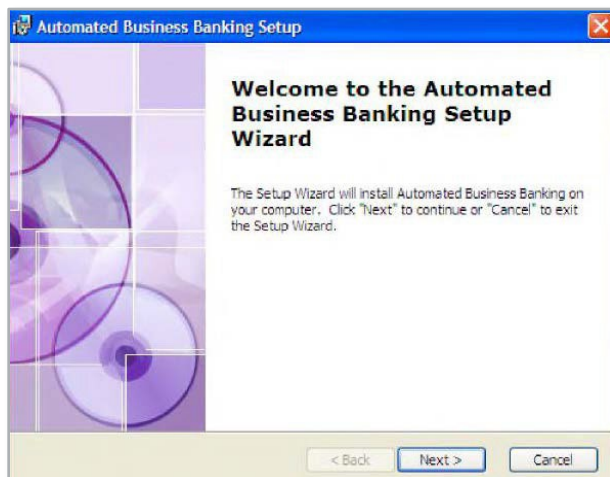 Automated Business Banking Setup
Welcome to the Automated
Business Banking Setup
Wizard
The Setup Wizard will install Automated Business Banking on
your computer. Click "Next" to continue or "Cancel" to exit
the Setup Wizard.
< Back Next > Cancel